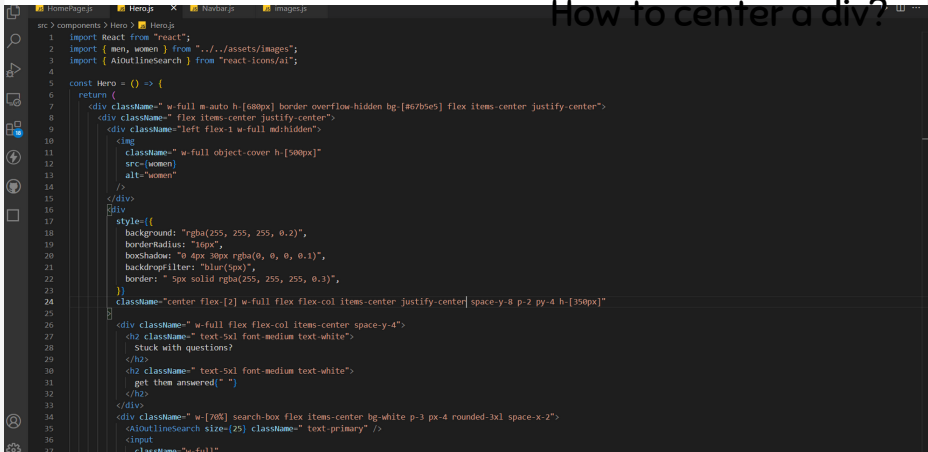 How to center a div?
HomePage.js Hero.js Navbar.js images.js
src > components > Hero > Hero.js
1 import React from "react";
2 import { men, women } from "../../assets/images";
3 import { AiOutlineSearch } from "react-icons/ai";
4
5 const Hero = () => {
6 return (
7 <div className=" w-full m-auto h-[680px] border overflow-hidden bg-[#67b5e5] flex items-center justify-center">
8 <div className=" flex items-center justify-center">
9 <div className="left flex-1 w-full md:hidden">
10 <img
11 className=" w-full object-cover h-[500px]"
12 src={women}
13 alt="women"
14 />
15 </div>
16 <div
17 style={{
18 background: "rgba(255, 255, 255, 0.2)",
19 borderRadius: "16px",
20 boxShadow: "0 4px 30px rgba(0, 0, 0, 0.1)",
21 backdropFilter: "blur(5px)",
22 border: " 5px solid rgba(255, 255, 255, 0.3)",
23 }}
24 className="center flex-[2] w-full flex flex-col items-center justify-center space-y-8 p-2 py-4 h-[350px]"
25 >
26 <div className=" w-full flex flex-col items-center space-y-4">
27 <h2 className=" text-5xl font-medium text-white">
28 Stuck with questions?
29 </h2>
30 <h2 className=" text-5xl font-medium text-white">
31 get them answered{" "}
32 </h2>
33 </div>
34 <div className=" w-[70%] search-box flex items-center bg-white p-3 px-4 rounded-3xl space-x-2">
35 <AiOutlineSearch size={25} className=" text-primary" />
36 <input
37 className="w-full"